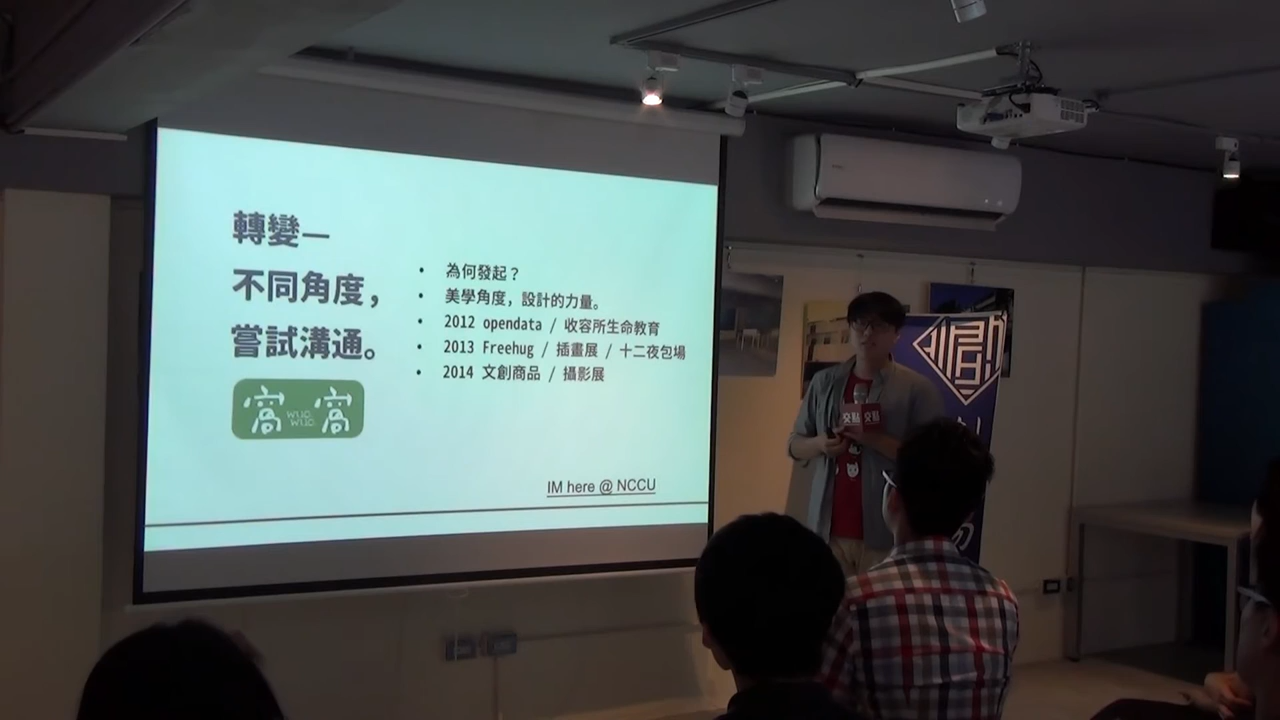 轉變—
不同角度，
嘗試溝通。
窩 wuo wuo 窩
• 為何發起？
• 美學角度，設計的力量。
• 2012 opendata / 收容所生命教育
• 2013 Freehug / 插畫展 / 十二夜包場
• 2014 文創商品 / 攝影展
IM here @ NCCU
交點 交點